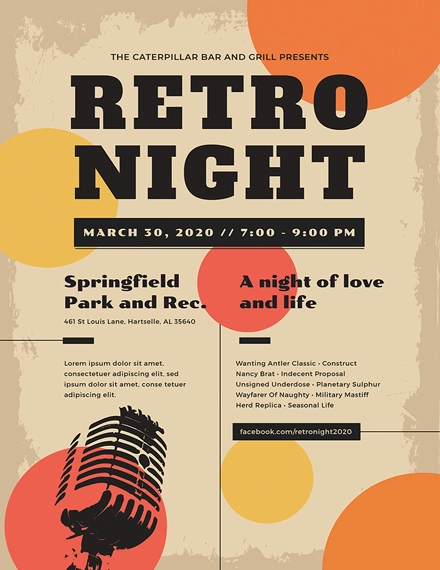 THE CATERPILLAR BAR AND GRILL PRESENTS
RETRO
NIGHT
MARCH 30, 2020 // 7:00 - 9:00 PM
Springfield
Park and Rec.
461 St Louis Lane, Hartselle, AL 35640
Lorem ipsum dolor sit amet,
consectetuer adipiscing elit, sed
ipsum dolor sit amet, conse tetuer
adipiscing elit.
A night of love
and life
Wanting Antler Classic • Construct
Nancy Brat • Indecent Proposal
Unsigned Underdose • Planetary Sulphur
Wayfarer Of Naughty • Military Mastiff
Herd Replica • Seasonal Life
facebook.com/retronight2020